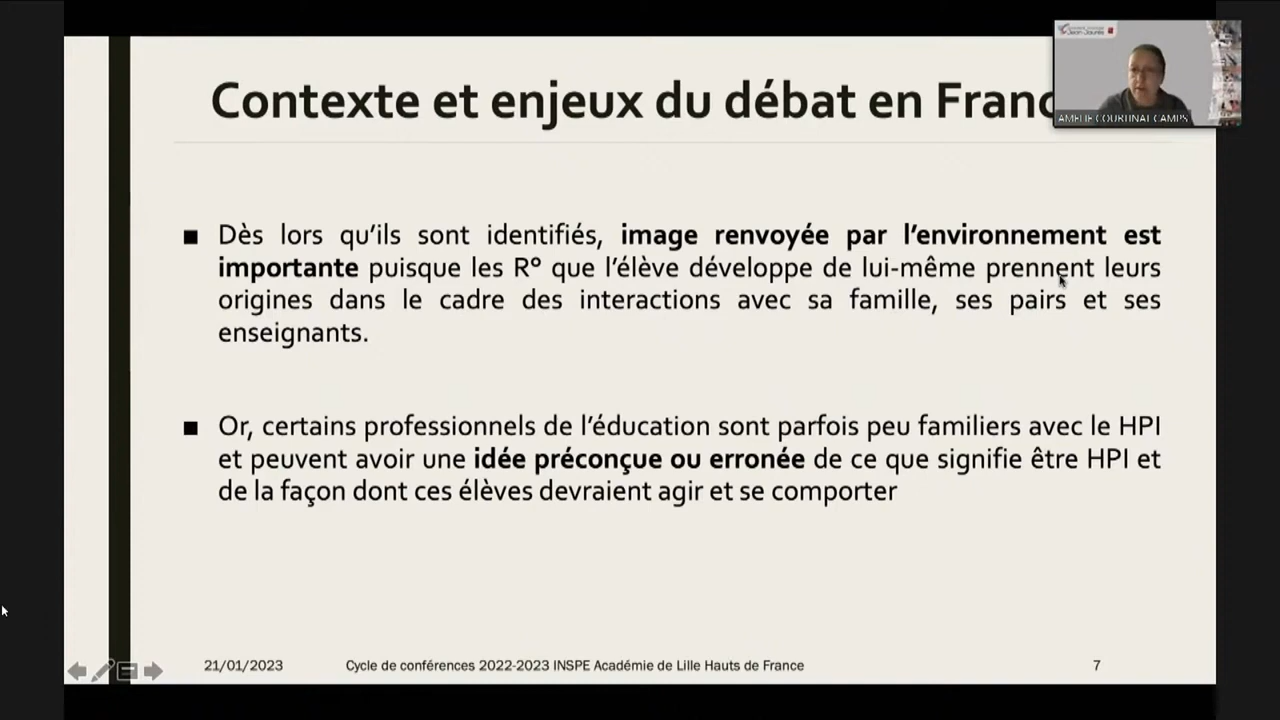 Contexte et enjeux du débat en Franc
Jean-Jaurès
AMELIE COURTINAT CAMPS
■ Dès lors qu'ils sont identifiés, image renvoyée par l'environnement est
importante puisque les R° que l'élève développe de lui-même prennent leurs
origines dans le cadre des interactions avec sa famille, ses pairs et ses
enseignants.
■ Or, certains professionnels de l'éducation sont parfois peu familiers avec le HPI
et peuvent avoir une idée préconçue ou erronée de ce que signifie être HPI et
de la façon dont ces élèves devraient agir et se comporter
21/01/2023 Cycle de conférences 2022-2023 INSPE Académie de Lille Hauts de France 7